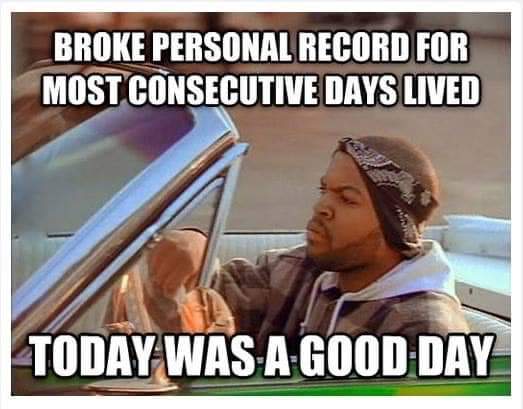 BROKE PERSONAL RECORD FOR
MOST CONSECUTIVE DAYS LIVED
TODAY WAS A GOOD DAY